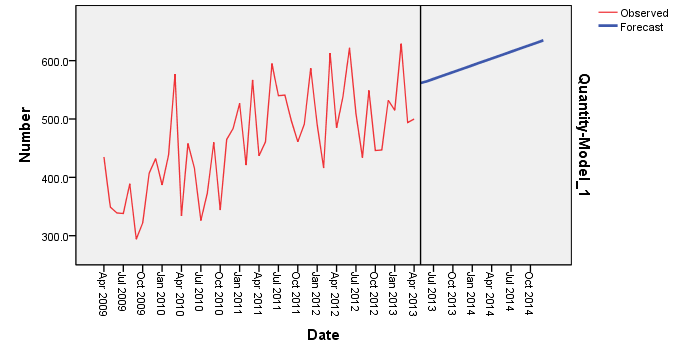 Observed
Forecast
600.0
500.0
400.0
300.0
Number
Quantity-Model_1
Apr 2009
Jul 2009
Oct 2009
Jan 2010
Apr 2010
Jul 2010
Oct 2010
Jan 2011
Apr 2011
Jul 2011
Oct 2011
Jan 2012
Apr 2012
Jul 2012
Oct 2012
Jan 2013
Apr 2013
Jul 2013
Oct 2013
Jan 2014
Apr 2014
Jul 2014
Oct 2014
Date